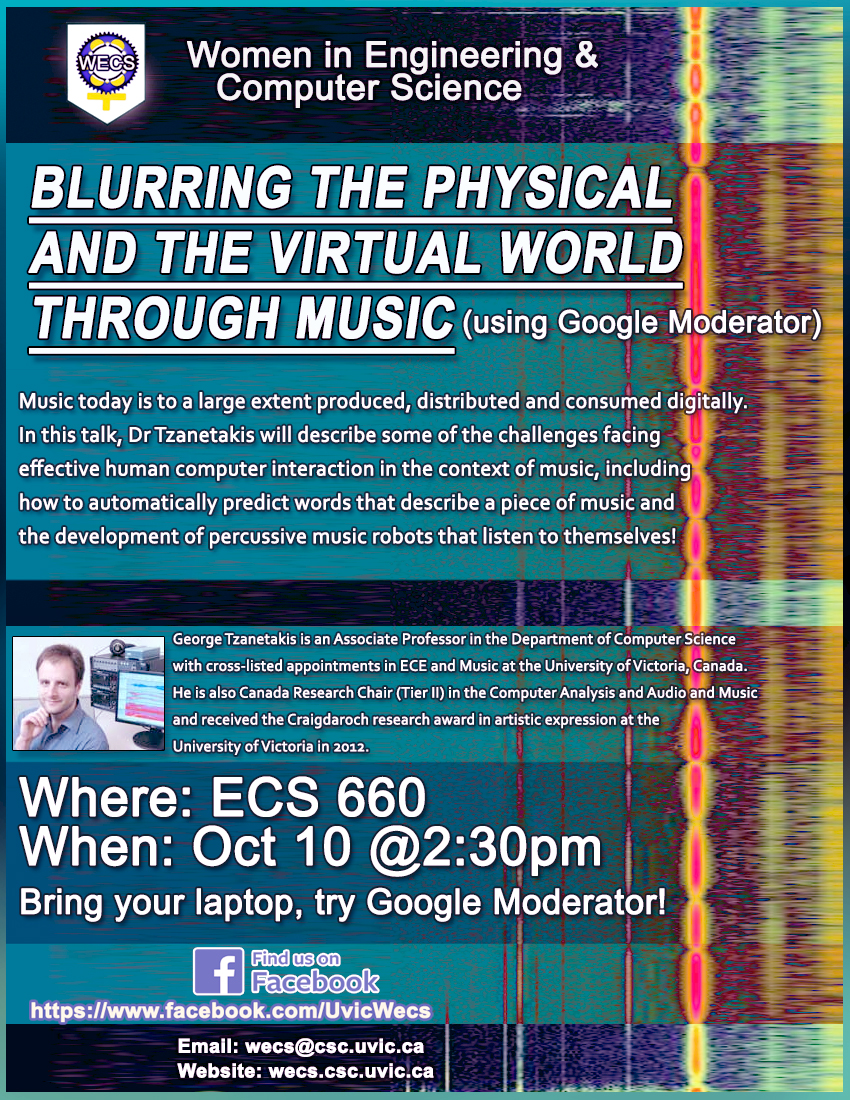 WECS
Women in Engineering &
Computer Science
BLURRING THE PHYSICAL
AND THE VIRTUAL WORLD
THROUGH MUSIC (using Google Moderator)
Music today is to a large extent produced, distributed and consumed digitally.
In this talk, Dr Tzanetakis will describe some of the challenges facing
effective human computer interaction in the context of music, including
how to automatically predict words that describe a piece of music and
the development of percussive music robots that listen to themselves!
George Tzanetakis is an Associate Professor in the Department of Computer Science
with cross-listed appointments in ECE and Music at the University of Victoria, Canada.
He is also Canada Research Chair (Tier II) in the Computer Analysis and Audio and Music
and received the Craigdaroch research award in artistic expression at the
University of Victoria in 2012.
Where: ECS 660
When: Oct 10 @2:30pm
Bring your laptop, try Google Moderator!
f Find us on
Facebook
https://www.facebook.com/UvicWecs
Email: wecs@csc.uvic.ca
Website: wecs.csc.uvic.ca